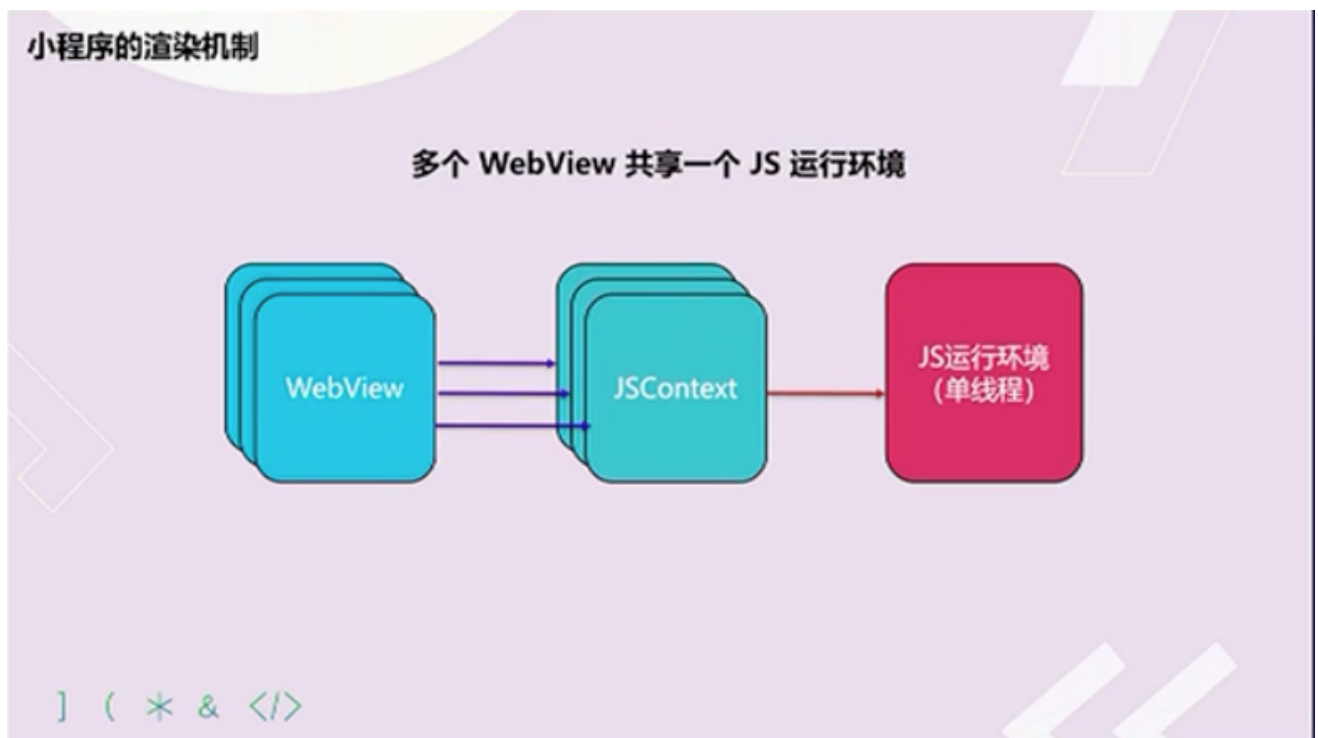 小程序的渲染机制
多个 WebView 共享一个 JS 运行环境
WebView
JSContext
JS运行环境
（单线程）
] ( * & </>